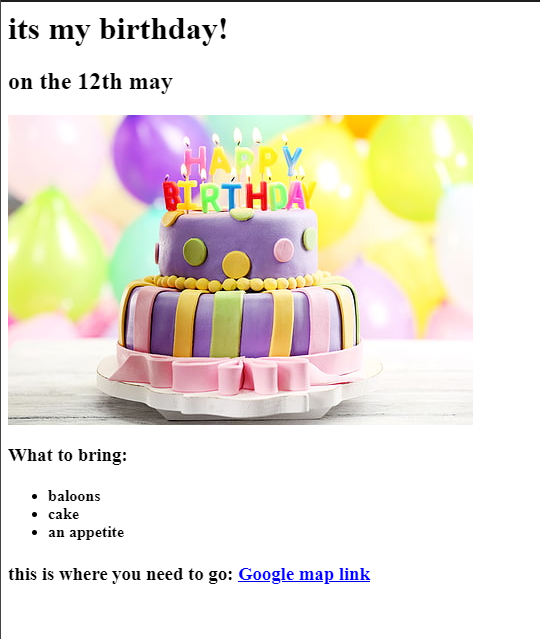 its my birthday!
on the 12th may
HAPPY
BIRTHDAY
What to bring:
baloons
cake
an appetite
this is where you need to go: Google map link